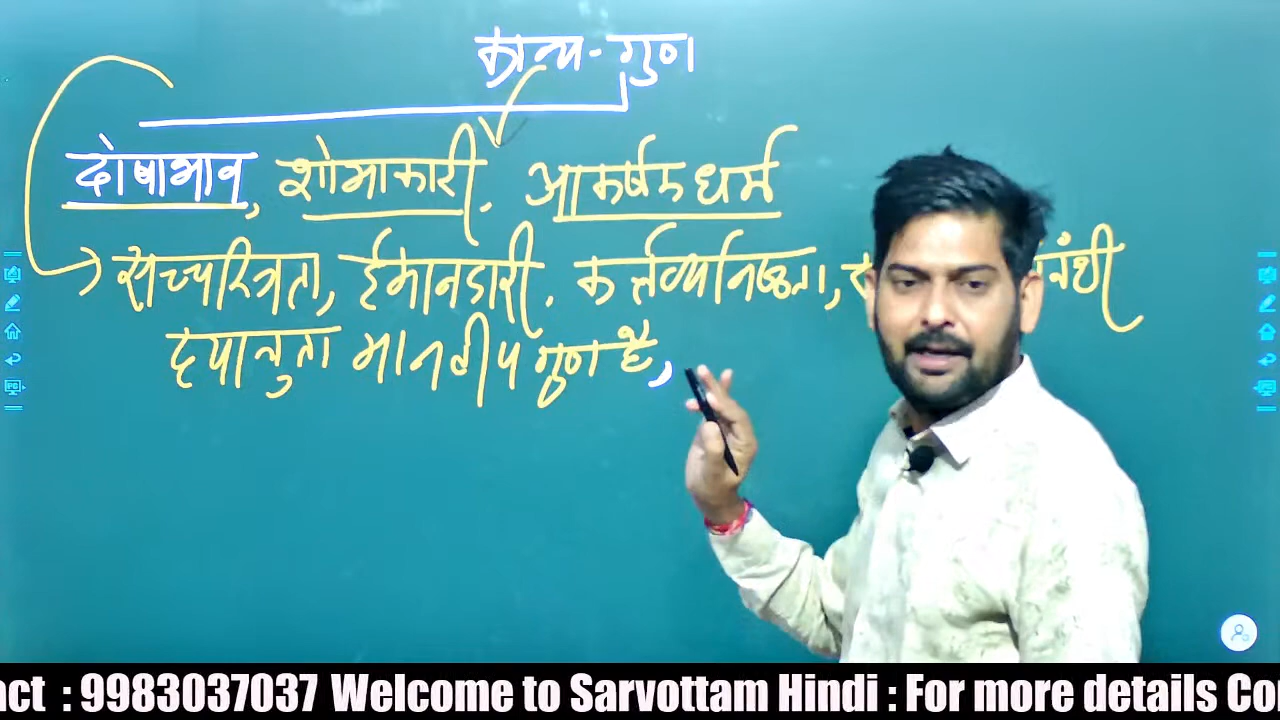 काव्य - गुण
दोषाभाव, शोभाकारी, आकर्षक धर्म
→ सच्चरित्रता, ईमानदारी, कर्त्तव्यनिष्ठता,
दयालुता मानवीय गुण है,
act : 9983037037 Welcome to Sarvottam Hindi : For more details Co